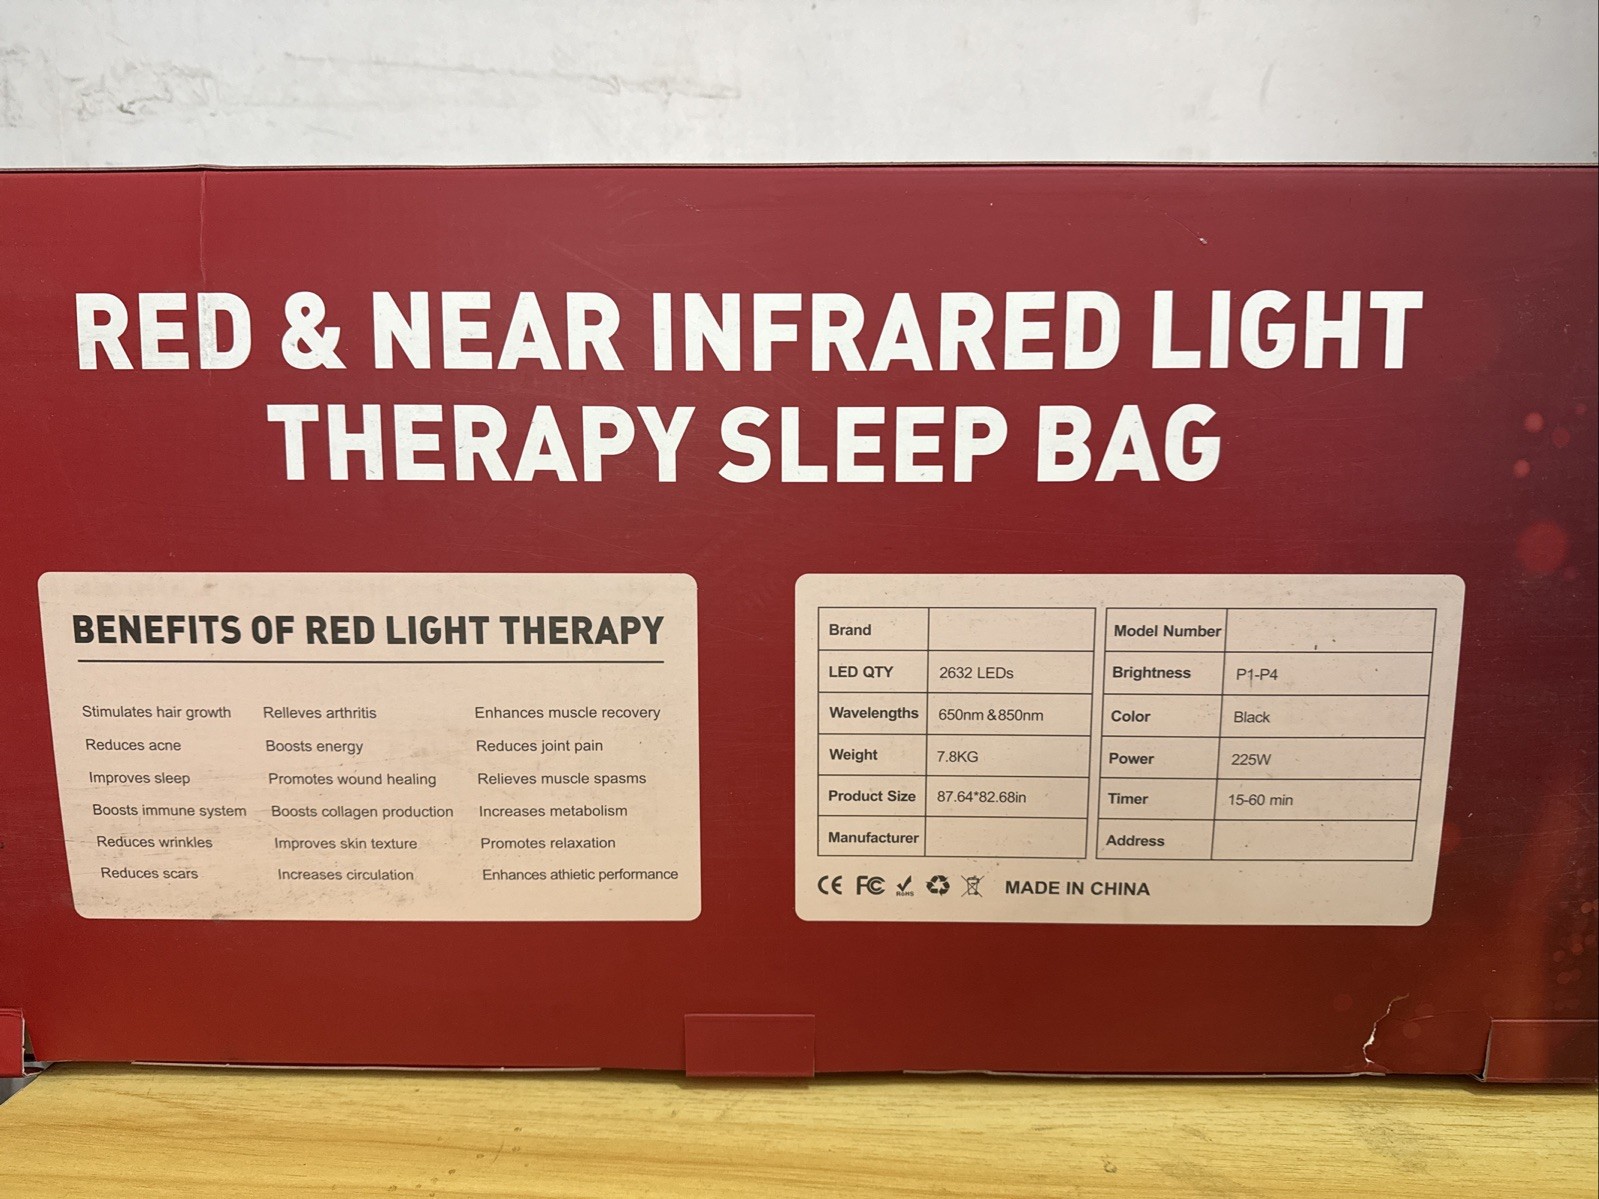 RED & NEAR INFRARED LIGHT
THERAPY SLEEP BAG
BENEFITS OF RED LIGHT THERAPY
Stimulates hair growth Relleves arthritis Enhances muscle recovery
Reduces acne Boosts energy Reduces joint pain
Improves sleep Promotes wound healing Relieves muscle spasms
Boosts immune system Boosts collagen production Increases metabolism
Reduces wrinkles Improves skin texture Promotes relaxation
Reduces scars Increases circulation Enhances athietic performance
Brand Model Number
LED QTY 2632 LEDs Brightness P1-P4
Wavelengths 650nm &850nm Color Black
Weight 7.8KG Power 225W
Product Size 87.64*82.68in Timer 15-60 min
Manufacturer Address
CE FC RoHS MADE IN CHINA